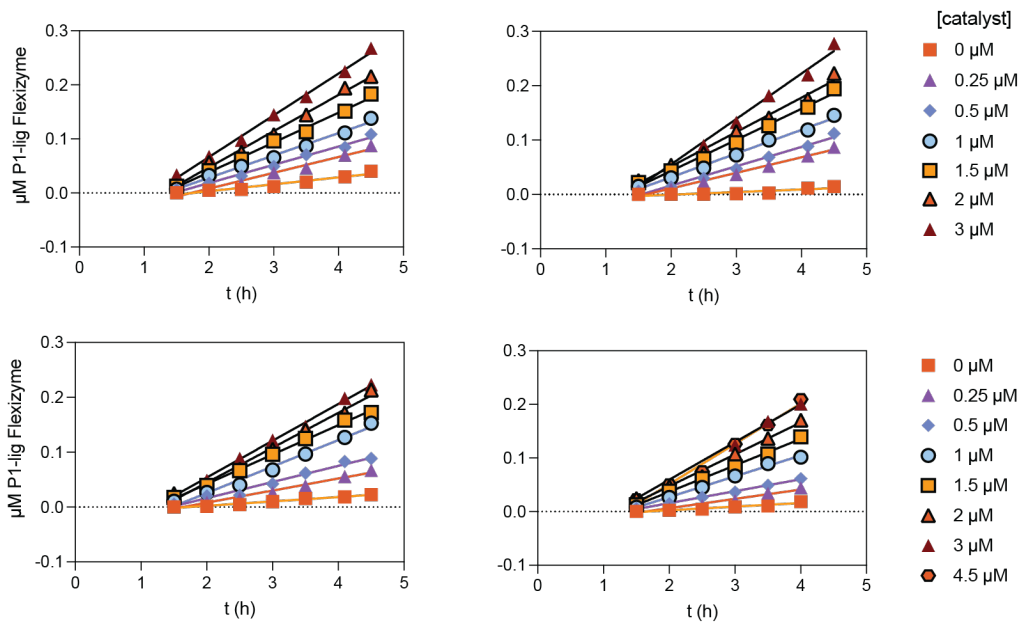 [catalyst]
0.3
0.2
0.1
0.0
-0.1
µM P1-lig Flexizyme
0 1 2 3 4 5
t (h)
0.3
0.2
0.1
0.0
-0.1
0 1 2 3 4 5
t (h)
0 µM
0.25 µM
0.5 µM
1 µM
1.5 µM
2 µM
3 µM
0.3
0.2
0.1
0.0
-0.1
µM P1-lig Flexizyme
0 1 2 3 4 5
t (h)
0.3
0.2
0.1
0.0
-0.1
0 1 2 3 4 5
t (h)
0 µM
0.25 µM
0.5 µM
1 µM
1.5 µM
2 µM
3 µM
4.5 µM